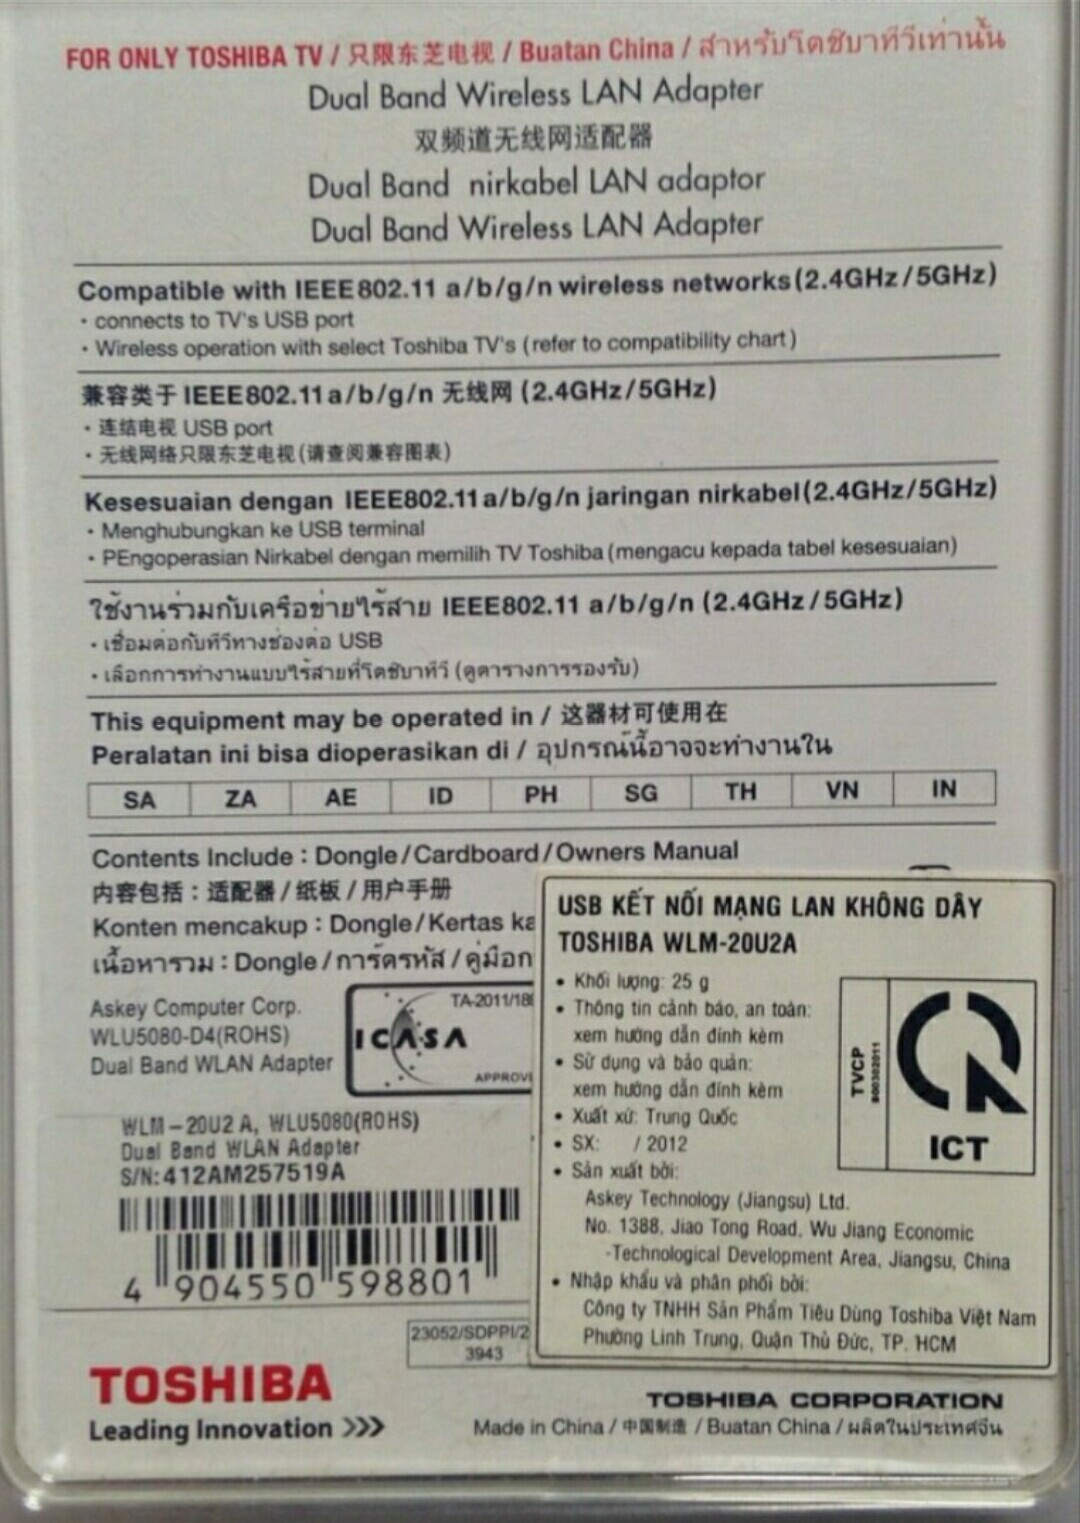 FOR ONLY TOSHIBA TV / 只限东芝电视 / Buatan China / สำหรับโตชิบาทีวีเท่านั้น
Dual Band Wireless LAN Adapter
双频道无线网适配器
Dual Band nirkabel LAN adaptor
Dual Band Wireless LAN Adapter
Compatible with IEEE802.11 a/b/g/n wireless networks(2.4GHz/5GHz)
・connects to TV's USB port
・Wireless operation with select Toshiba TV's (refer to compatibility chart)
兼容类于 IEEE802.11a/b/g/n 无线网 (2.4GHz/5GHz)
・连结电视 USB port
・无线网络只限东芝电视(请查阅兼容图表)
Kesesuaian dengan IEEE802.11a/b/g/n jaringan nirkabel(2.4GHz/5GHz)
・Menghubungkan ke USB terminal
・PEngoperasian Nirkabel dengan memilih TV Toshiba (mengacu kepada tabel kesesuaian)
ใช้งานร่วมกับเครือข่ายไร้สาย IEEE802.11 a/b/g/n (2.4GHz/5GHz)
・เชื่อมต่อกับทีวีทางช่องต่อ USB
・เลือกการทำงานแบบไร้สายที่โตชิบาทีวี (ดูตารางการรองรับ)
This equipment may be operated in / 这器材可使用在
Peralatan ini bisa dioperasikan di / อุปกรณ์นี้อาจจะทำงานใน
SA ZA AE ID PH SG TH VN IN
Contents Include : Dongle/Cardboard/Owners Manual
内容包括 : 适配器 / 纸板 / 用户手册
Konten mencakup : Dongle/Kertas ka
เนื้อหารวม : Dongle/การ์ดรหัส/คู่มือก
Askey Computer Corp.
WLU5080-D4(ROHS)
Dual Band WLAN Adapter
TA-2011/18
ICASA
APPROV
WLM-20U2 A, WLU5080(ROHS)
Dual Band WLAN Adapter
S/N:412AM257519A
4 904550 598801
23052/SDPPI/2
3943
USB KẾT NỐI MẠNG LAN KHÔNG DÂY
TOSHIBA WLM-20U2A
• Khối lượng: 25 g
• Thông tin cảnh báo, an toàn:
xem hướng dẫn đính kèm
• Sử dụng và bảo quản:
xem hướng dẫn đính kèm
• Xuất xứ: Trung Quốc
• SX: / 2012
• Sản xuất bởi:
Askey Technology (Jiangsu) Ltd.
No. 1388, Jiao Tong Road, Wu Jiang Economic
-Technological Development Area, Jiangsu, China
• Nhập khẩu và phân phối bởi:
Công ty TNHH Sản Phẩm Tiêu Dùng Toshiba Việt Nam
Phường Linh Trung, Quận Thủ Đức, TP. HCM
TVCP
ICT
TOSHIBA
Leading Innovation >>>
TOSHIBA CORPORATION
Made in China / 中国制造 / Buatan China / ผลิตในประเทศจีน